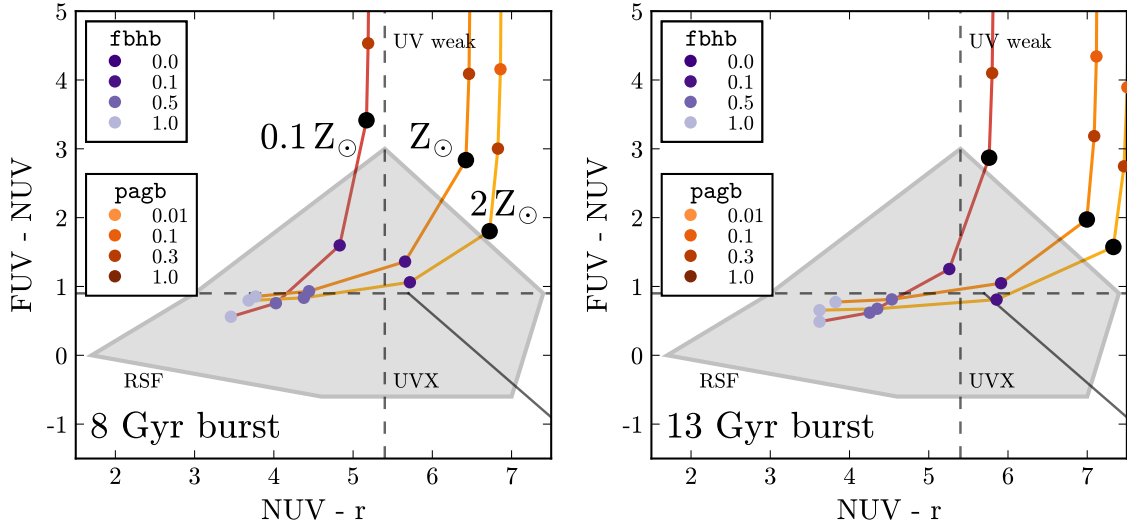 5
4
3
2
1
0
-1
FUV - NUV
fbhb
0.0
0.1
0.5
1.0
pagb
0.01
0.1
0.3
1.0
UV weak
0.1 Z⊙
Z⊙
2 Z⊙
RSF
UVX
8 Gyr burst
2 3 4 5 6 7
NUV - r
5
4
3
2
1
0
-1
FUV - NUV
fbhb
0.0
0.1
0.5
1.0
pagb
0.01
0.1
0.3
1.0
UV weak
RSF
UVX
13 Gyr burst
2 3 4 5 6 7
NUV - r